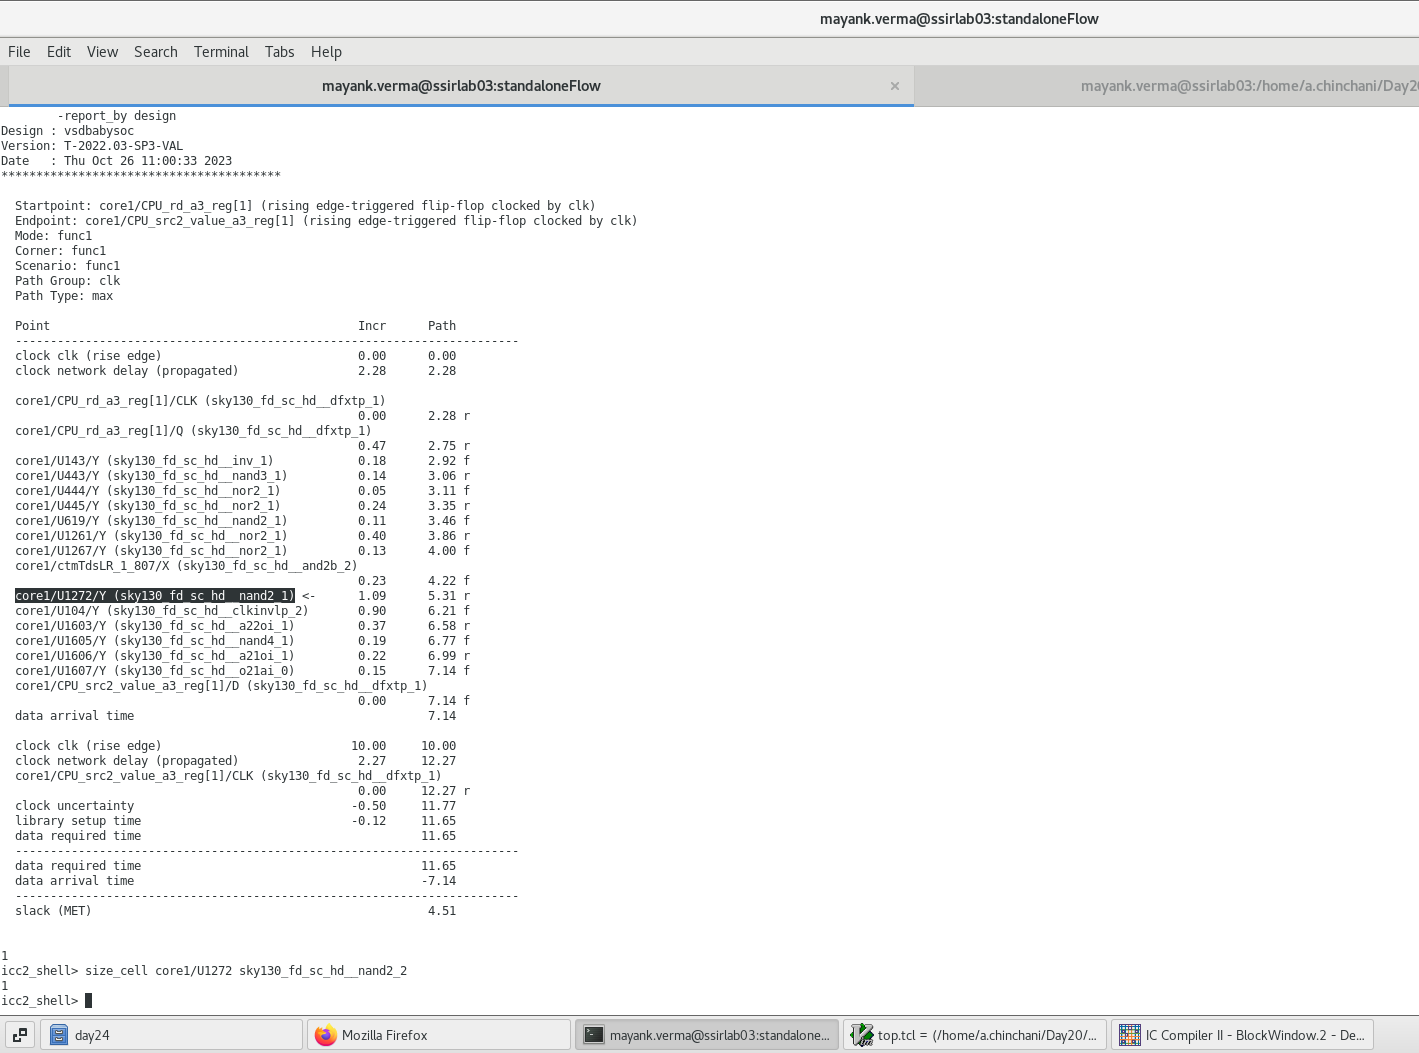 mayank.verma@ssirlab03:standaloneFlow
File Edit View Search Terminal Tabs Help
mayank.verma@ssirlab03:standaloneFlow × mayank.verma@ssirlab03:/home/a.chinchani/Day20
-report_by design
Design : vsdbabysoc
Version: T-2022.03-SP3-VAL
Date   : Thu Oct 26 11:00:33 2023
****************************************
Startpoint: core1/CPU_rd_a3_reg[1] (rising edge-triggered flip-flop clocked by clk)
Endpoint: core1/CPU_src2_value_a3_reg[1] (rising edge-triggered flip-flop clocked by clk)
Mode: func1
Corner: func1
Scenario: func1
Path Group: clk
Path Type: max
Point Incr Path
------------------------------------------------------------------------
clock clk (rise edge) 0.00 0.00
clock network delay (propagated) 2.28 2.28
core1/CPU_rd_a3_reg[1]/CLK (sky130_fd_sc_hd__dfxtp_1)
0.00 2.28 r
core1/CPU_rd_a3_reg[1]/Q (sky130_fd_sc_hd__dfxtp_1)
0.47 2.75 r
core1/U143/Y (sky130_fd_sc_hd__inv_1) 0.18 2.92 f
core1/U443/Y (sky130_fd_sc_hd__nand3_1) 0.14 3.06 r
core1/U444/Y (sky130_fd_sc_hd__nor2_1) 0.05 3.11 f
core1/U445/Y (sky130_fd_sc_hd__nor2_1) 0.24 3.35 r
core1/U619/Y (sky130_fd_sc_hd__nand2_1) 0.11 3.46 f
core1/U1261/Y (sky130_fd_sc_hd__nor2_1) 0.40 3.86 r
core1/U1267/Y (sky130_fd_sc_hd__nor2_1) 0.13 4.00 f
core1/ctmTdsLR_1_807/X (sky130_fd_sc_hd__and2b_2)
0.23 4.22 f
core1/U1272/Y (sky130_fd_sc_hd__nand2_1) <- 1.09 5.31 r
core1/U104/Y (sky130_fd_sc_hd__clkinvlp_2) 0.90 6.21 f
core1/U1603/Y (sky130_fd_sc_hd__a22oi_1) 0.37 6.58 r
core1/U1605/Y (sky130_fd_sc_hd__nand4_1) 0.19 6.77 f
core1/U1606/Y (sky130_fd_sc_hd__a21oi_1) 0.22 6.99 r
core1/U1607/Y (sky130_fd_sc_hd__o21ai_0) 0.15 7.14 f
core1/CPU_src2_value_a3_reg[1]/D (sky130_fd_sc_hd__dfxtp_1)
0.00 7.14 f
data arrival time 7.14
clock clk (rise edge) 10.00 10.00
clock network delay (propagated) 2.27 12.27
core1/CPU_src2_value_a3_reg[1]/CLK (sky130_fd_sc_hd__dfxtp_1)
0.00 12.27 r
clock uncertainty -0.50 11.77
library setup time -0.12 11.65
data required time 11.65
------------------------------------------------------------------------
data required time 11.65
data arrival time -7.14
------------------------------------------------------------------------
slack (MET) 4.51
1
icc2_shell> size_cell core1/U1272 sky130_fd_sc_hd__nand2_2
1
icc2_shell>
day24 Mozilla Firefox mayank.verma@ssirlab03:standalone... top.tcl = (/home/a.chinchani/Day20/... IC Compiler II - BlockWindow.2 - De...